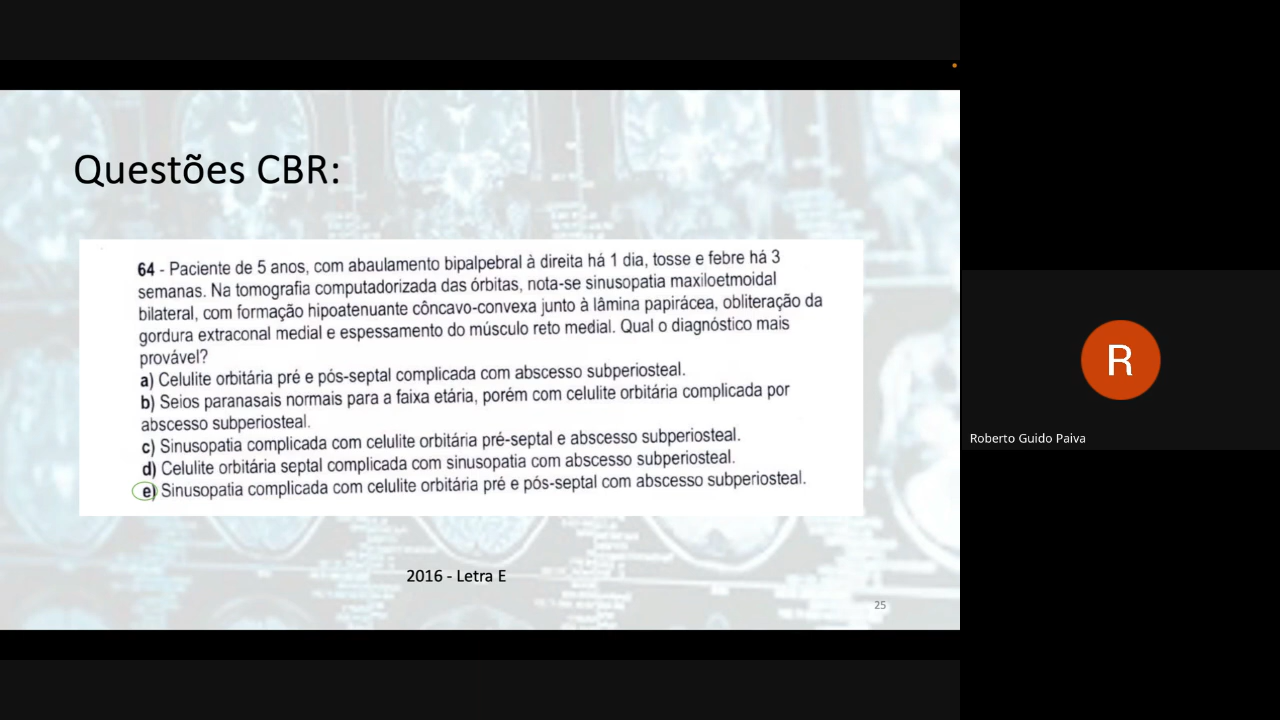 Questões CBR:
64 - Paciente de 5 anos, com abaulamento bipalpebral à direita há 1 dia, tosse e febre há 3
semanas. Na tomografia computadorizada das órbitas, nota-se sinusopatia maxiloetmoidal
bilateral, com formação hipoatenuante côncavo-convexa junto à lâmina papirácea, obliteração da
gordura extraconal medial e espessamento do músculo reto medial. Qual o diagnóstico mais
provável?
a) Celulite orbitária pré e pós-septal complicada com abscesso subperiosteal.
b) Seios paranasais normais para a faixa etária, porém com celulite orbitária complicada por
abscesso subperiosteal.
c) Sinusopatia complicada com celulite orbitária pré-septal e abscesso subperiosteal.
d) Celulite orbitária septal complicada com sinusopatia com abscesso subperiosteal.
e) Sinusopatia complicada com celulite orbitária pré e pós-septal com abscesso subperiosteal.
2016 - Letra E
25
R
Roberto Guido Paiva